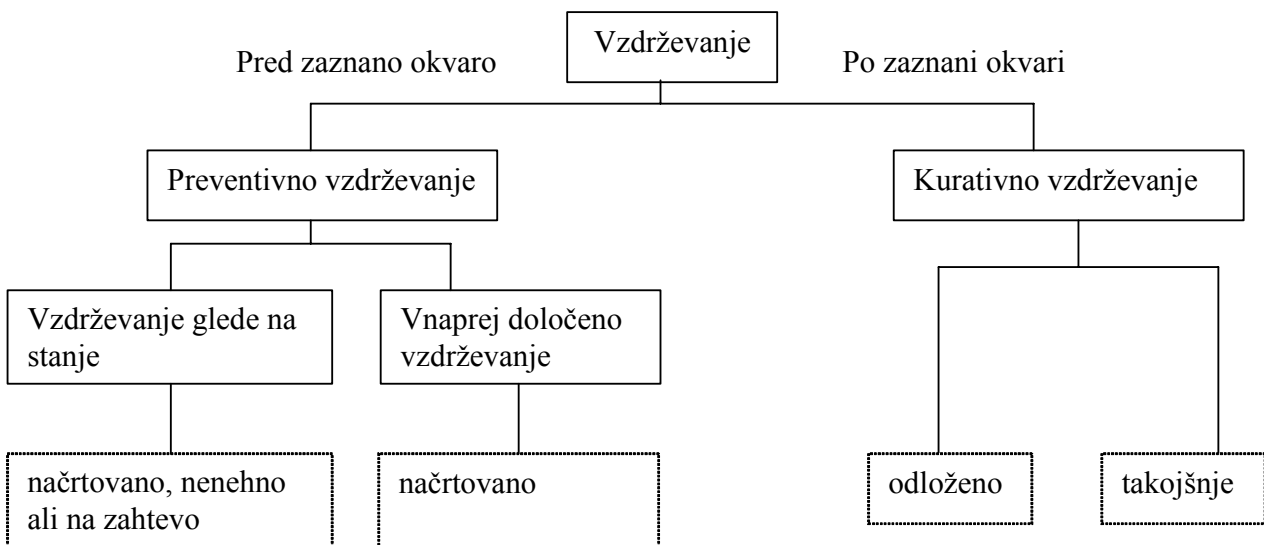 Vzdrževanje
Pred zaznano okvaro
Po zaznani okvari
Preventivno vzdrževanje
Kurativno vzdrževanje
Vzdrževanje glede na
stanje
Vnaprej določeno
vzdrževanje
načrtovano, nenehno
ali na zahtevo
načrtovano
odloženo
takojšnje